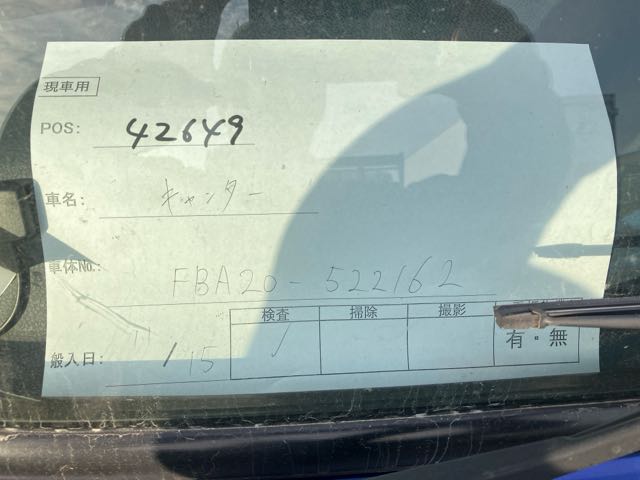 現車用
POS: 42649
車名: キャンター
車体No.: FBA20-522162
検査 掃除 撮影
般入日: 1/15 ✓ 有・無